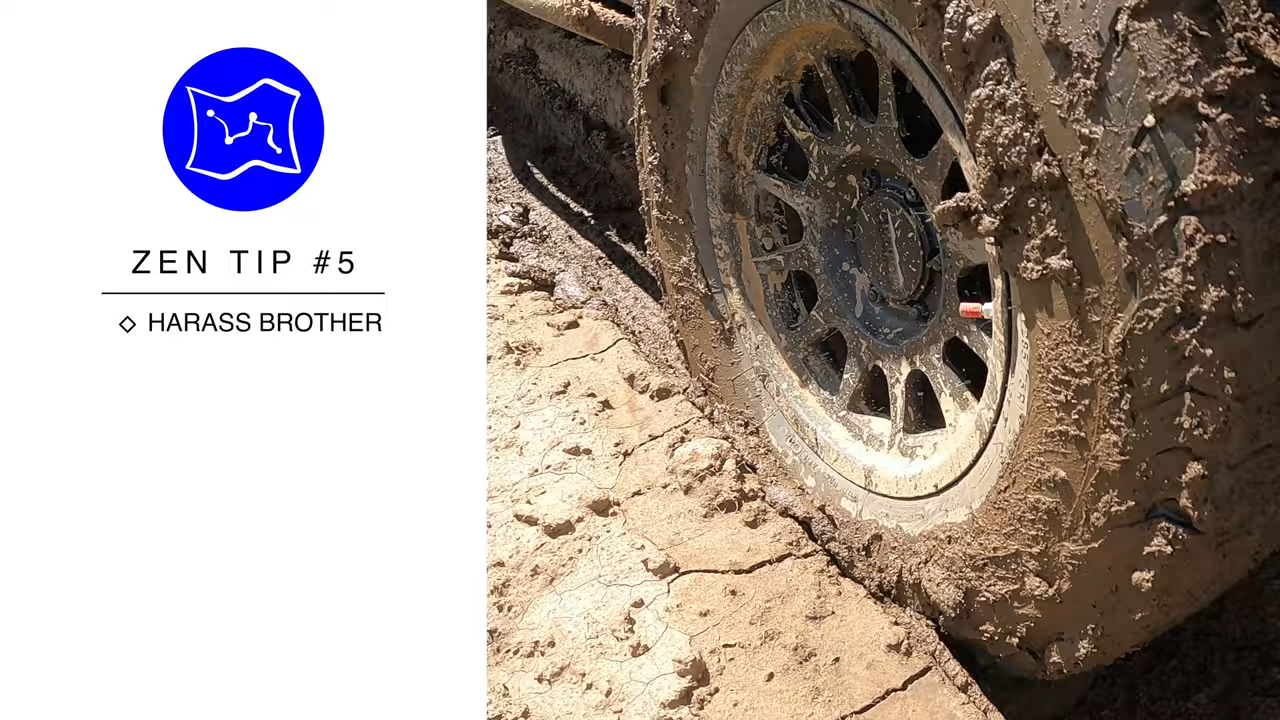 ZEN TIP #5
◇ HARASS BROTHER